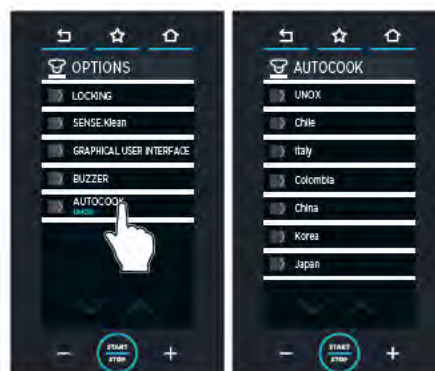 OPTIONS
LOCKING
SENSE.Klean
GRAPHICAL USER INTERFACE
BUZZER
AUTOCOOK
UNOX
−
START
STOP
+
AUTOCOOK
UNOX
Chile
Italy
Colombia
China
Korea
Japan
−
START
STOP
+